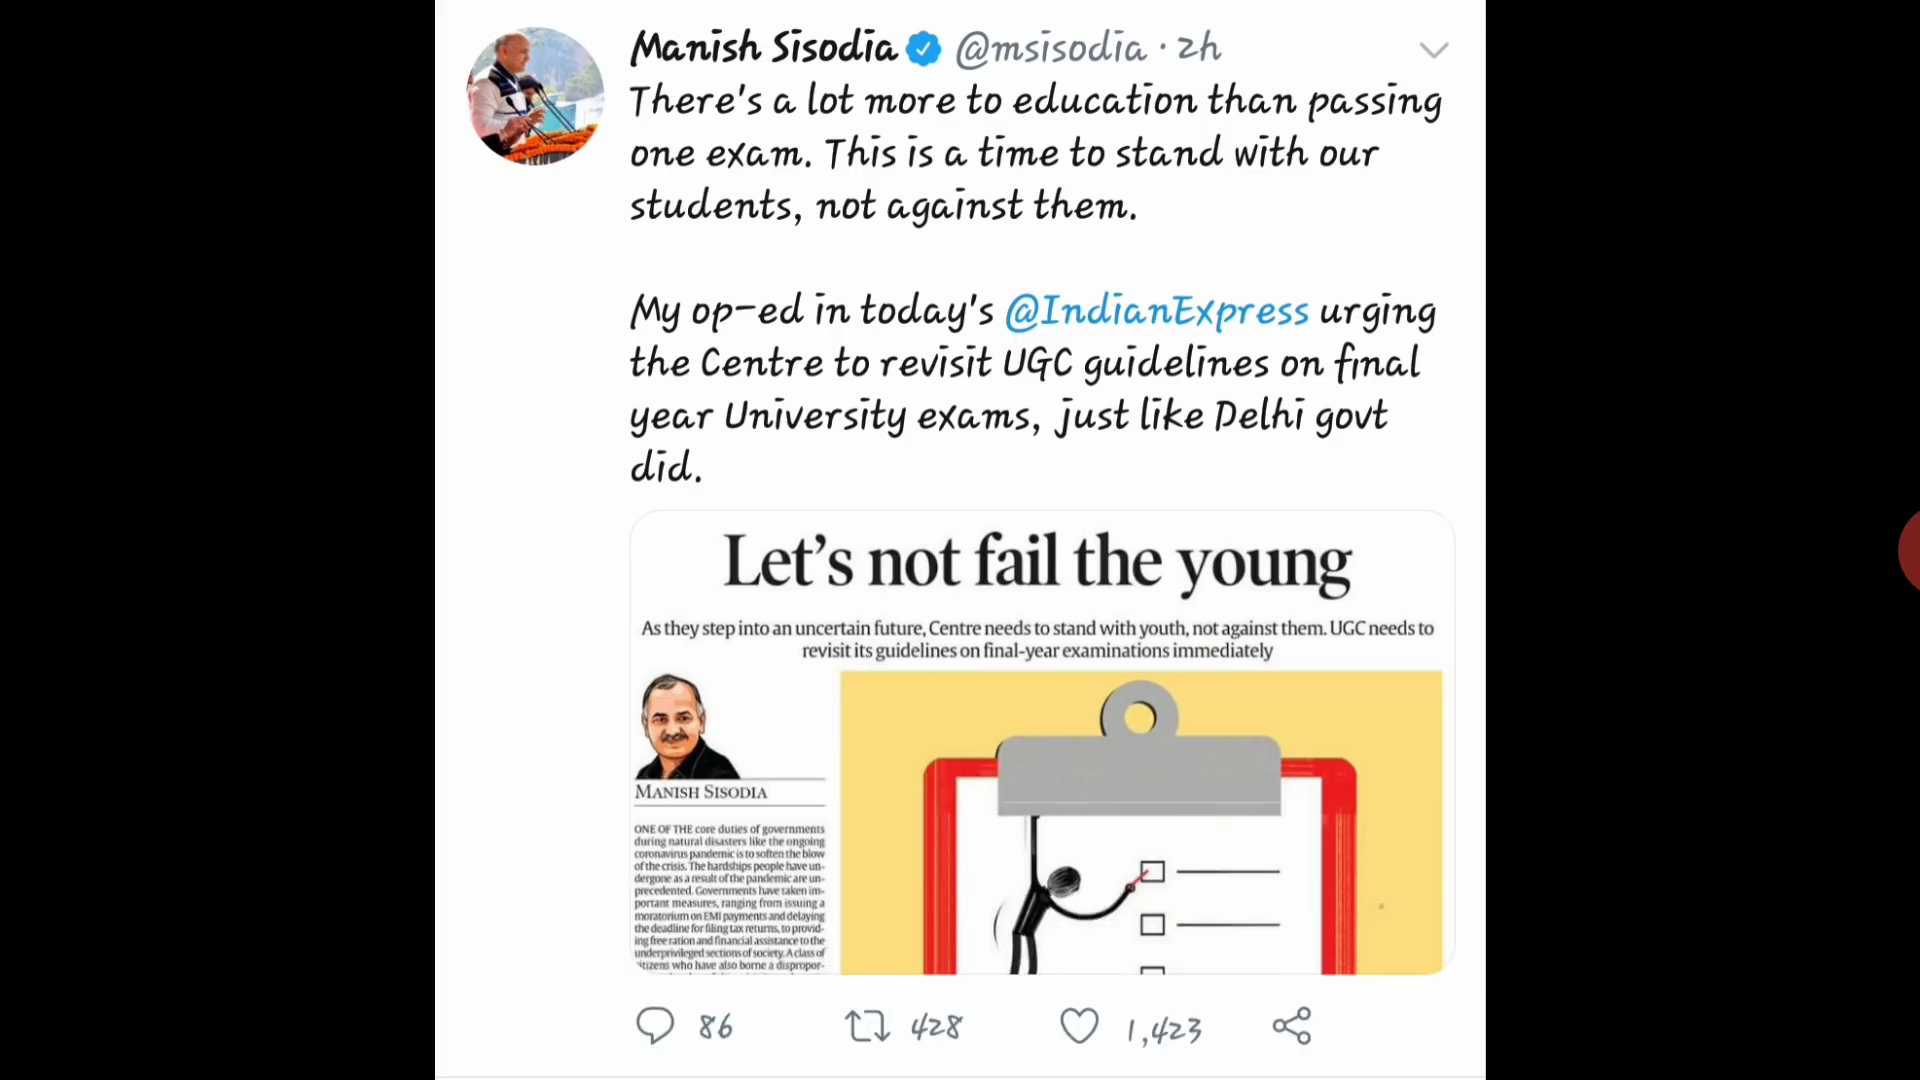 Manish Sisodia @msisodia · 2h
There's a lot more to education than passing
one exam. This is a time to stand with our
students, not against them.
My op-ed in today's @IndianExpress urging
the Centre to revisit UGC guidelines on final
year University exams, just like Delhi govt
did.
Let's not fail the young
As they step into an uncertain future, Centre needs to stand with youth, not against them. UGC needs to
revisit its guidelines on final-year examinations immediately
MANISH SISODIA
ONE OF THE core duties of governments
during natural disasters like the ongoing
coronavirus pandemic is to soften the blow
of the crisis. The hardships people have un-
dergone as a result of the pandemic are un-
precedented. Governments have taken im-
portant measures, ranging from issuing a
moratorium on EMI payments and delaying
the deadline for filing tax returns, to provid-
ing free ration and financial assistance to the
underprivileged sections of society. A class of
citizens who have also borne a dispropor-
86 428 1,423